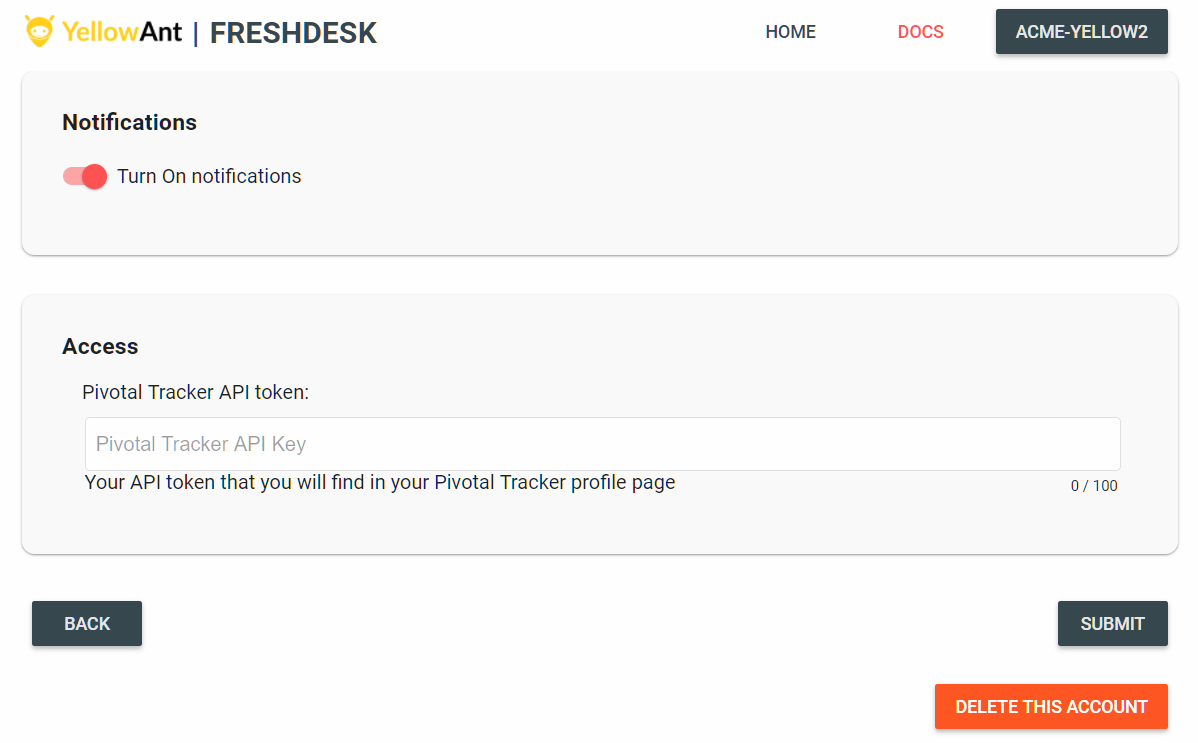 YellowAnt | FRESHDESK HOME DOCS ACME-YELLOW2
Notifications
Turn On notifications
Access
Pivotal Tracker API token:
Pivotal Tracker API Key
Your API token that you will find in your Pivotal Tracker profile page 0 / 100
BACK SUBMIT
DELETE THIS ACCOUNT